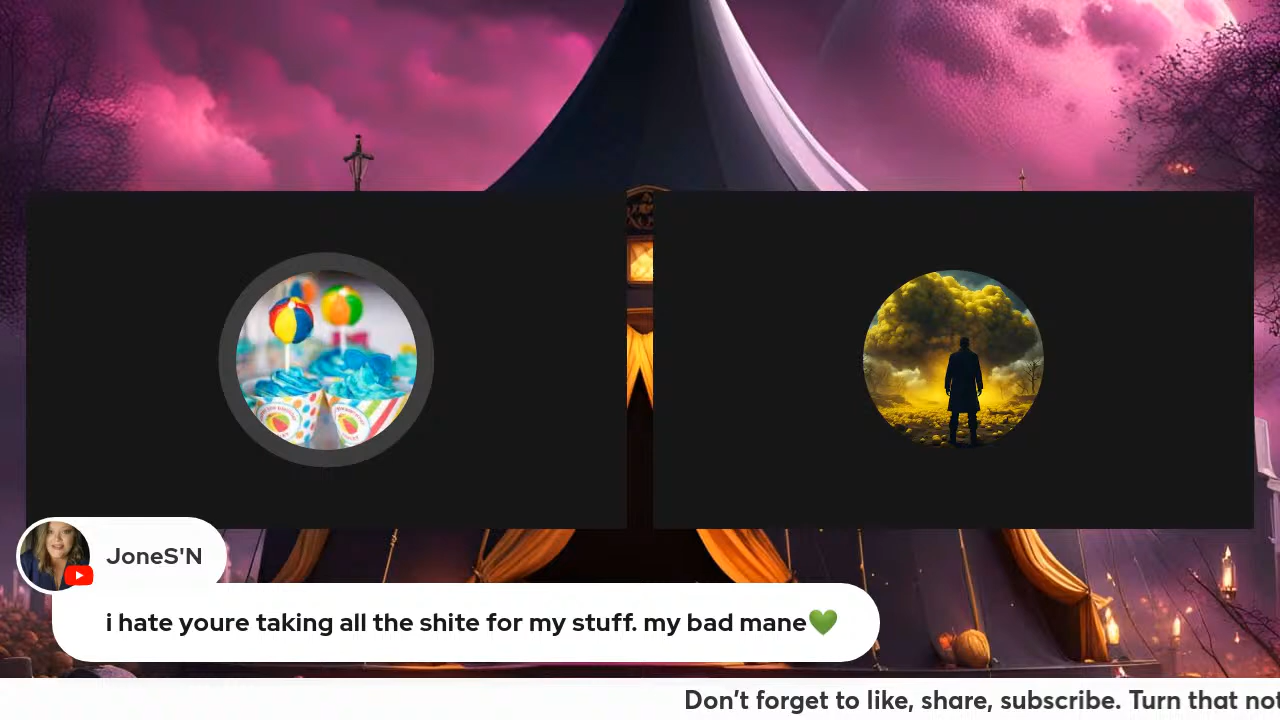 JoneS'N
i hate youre taking all the shite for my stuff. my bad mane💚
Don't forget to like, share, subscribe. Turn that not